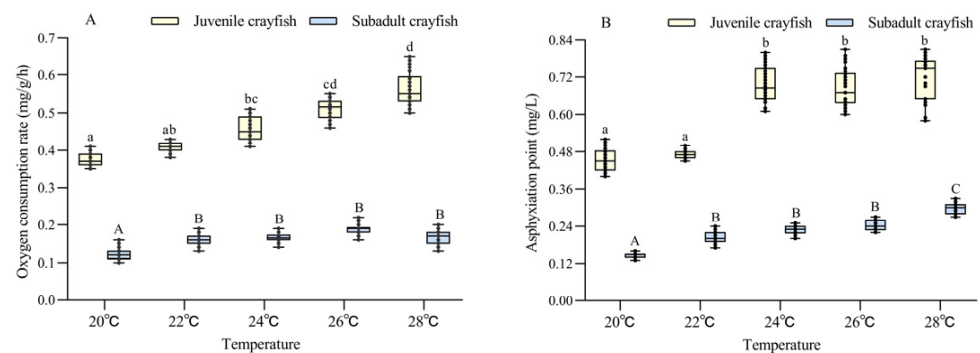 A
Juvenile crayfish
Subadult crayfish
Oxygen consumption rate (mg/g/h)
0.7
0.6
0.5
0.4
0.3
0.2
0.1
0.0
a
ab
bc
cd
d
A
B
B
B
B
20℃
22℃
24℃
26℃
28℃
Temperature
B
Juvenile crayfish
Subadult crayfish
Asphyxiation point (mg/L)
0.84
0.72
0.60
0.48
0.36
0.24
0.12
0.00
a
a
b
b
b
A
B
B
B
C
20℃
22℃
24℃
26℃
28℃
Temperature